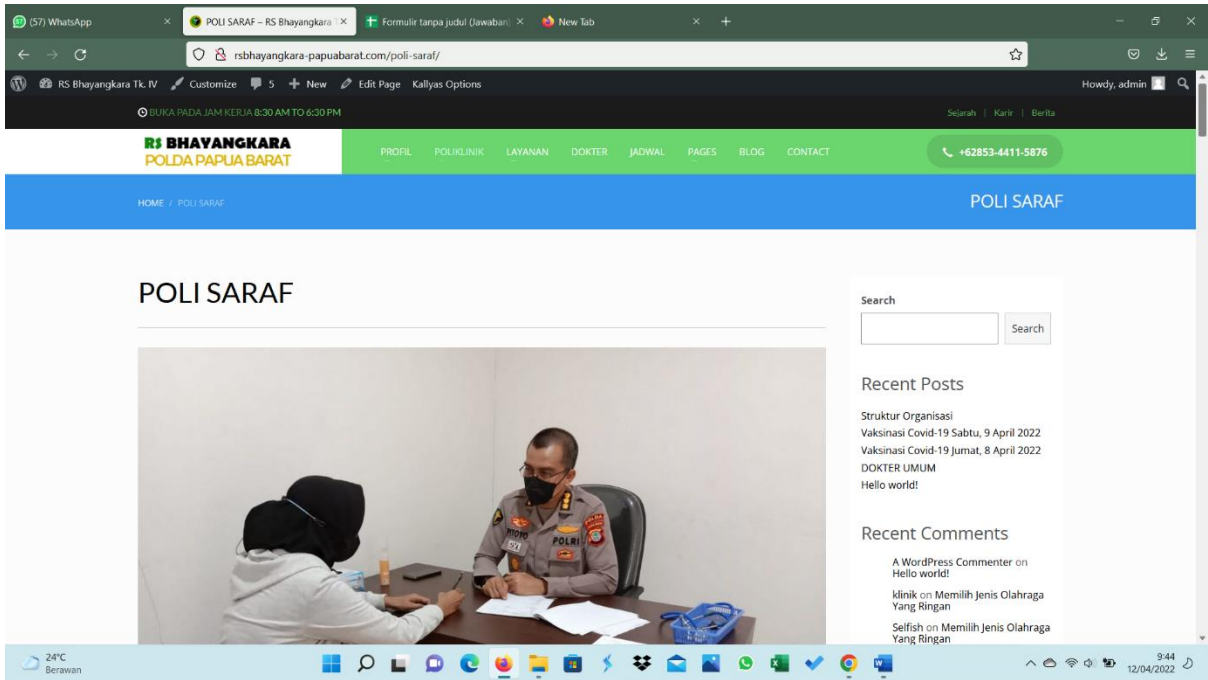 (57) WhatsApp
POLI SARAF – RS Bhayangkara T
Formulir tanpa judul (Jawaban)
New Tab
rsbhayangkara-papuabarat.com/poli-saraf/
RS Bhayangkara Tk. IV Customize 5 New Edit Page Kallyas Options Howdy, admin
BUKA PADA JAM KERJA 8:30 AM TO 6:30 PM Sejarah | Karir | Berita
RS BHAYANGKARA
POLDA PAPUA BARAT
PROFIL POLIKLINIK LAYANAN DOKTER JADWAL PAGES BLOG CONTACT +62853-4411-5876
HOME / POLI SARAF POLI SARAF
POLI SARAF
POLRI
Search
Search
Recent Posts
Struktur Organisasi
Vaksinasi Covid-19 Sabtu, 9 April 2022
Vaksinasi Covid-19 Jumat, 8 April 2022
DOKTER UMUM
Hello world!
Recent Comments
A WordPress Commenter on
Hello world!
klinik on Memilih Jenis Olahraga
Yang Ringan
Selfish on Memilih Jenis Olahraga
Yang Ringan
24°C
Berawan
9:44
12/04/2022